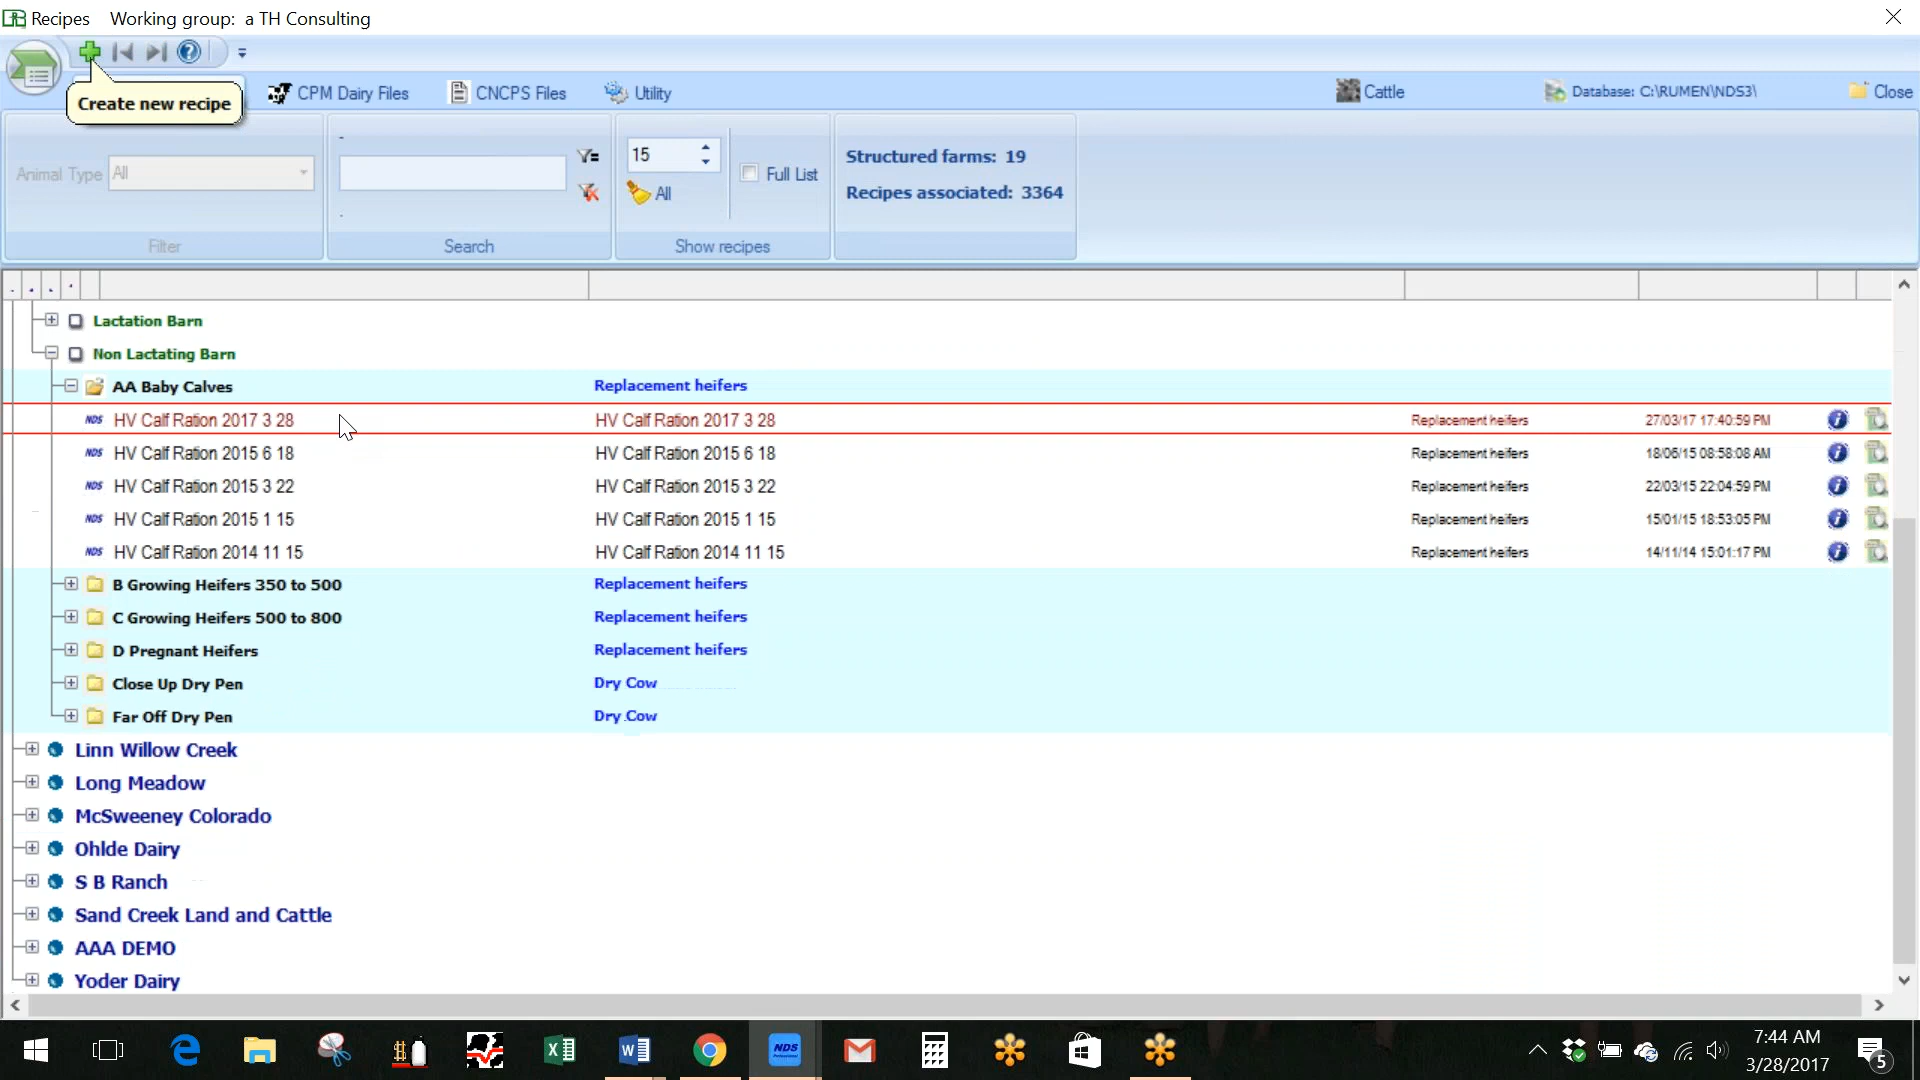 Recipes Working group: a TH Consulting
Create new recipe
CPM Dairy Files CNCPS Files Utility Cattle Database: C:\RUMEN\NDS3\ Close
Animal Type All
15
All
Full List
Structured farms: 19
Recipes associated: 3364
Filter Search Show recipes
Lactation Barn
Non Lactating Barn
AA Baby Calves Replacement heifers
NDS HV Calf Ration 2017 3 28 HV Calf Ration 2017 3 28 Replacement heifers 27/03/17 17:40:59 PM
NDS HV Calf Ration 2015 6 18 HV Calf Ration 2015 6 18 Replacement heifers 18/06/15 08:58:08 AM
NDS HV Calf Ration 2015 3 22 HV Calf Ration 2015 3 22 Replacement heifers 22/03/15 22:04:59 PM
NDS HV Calf Ration 2015 1 15 HV Calf Ration 2015 1 15 Replacement heifers 15/01/15 18:53:05 PM
NDS HV Calf Ration 2014 11 15 HV Calf Ration 2014 11 15 Replacement heifers 14/11/14 15:01:17 PM
B Growing Heifers 350 to 500 Replacement heifers
C Growing Heifers 500 to 800 Replacement heifers
D Pregnant Heifers Replacement heifers
Close Up Dry Pen Dry Cow
Far Off Dry Pen Dry Cow
Linn Willow Creek
Long Meadow
McSweeney Colorado
Ohlde Dairy
S B Ranch
Sand Creek Land and Cattle
AAA DEMO
Yoder Dairy
NDS
Professional
7:44 AM
3/28/2017
5